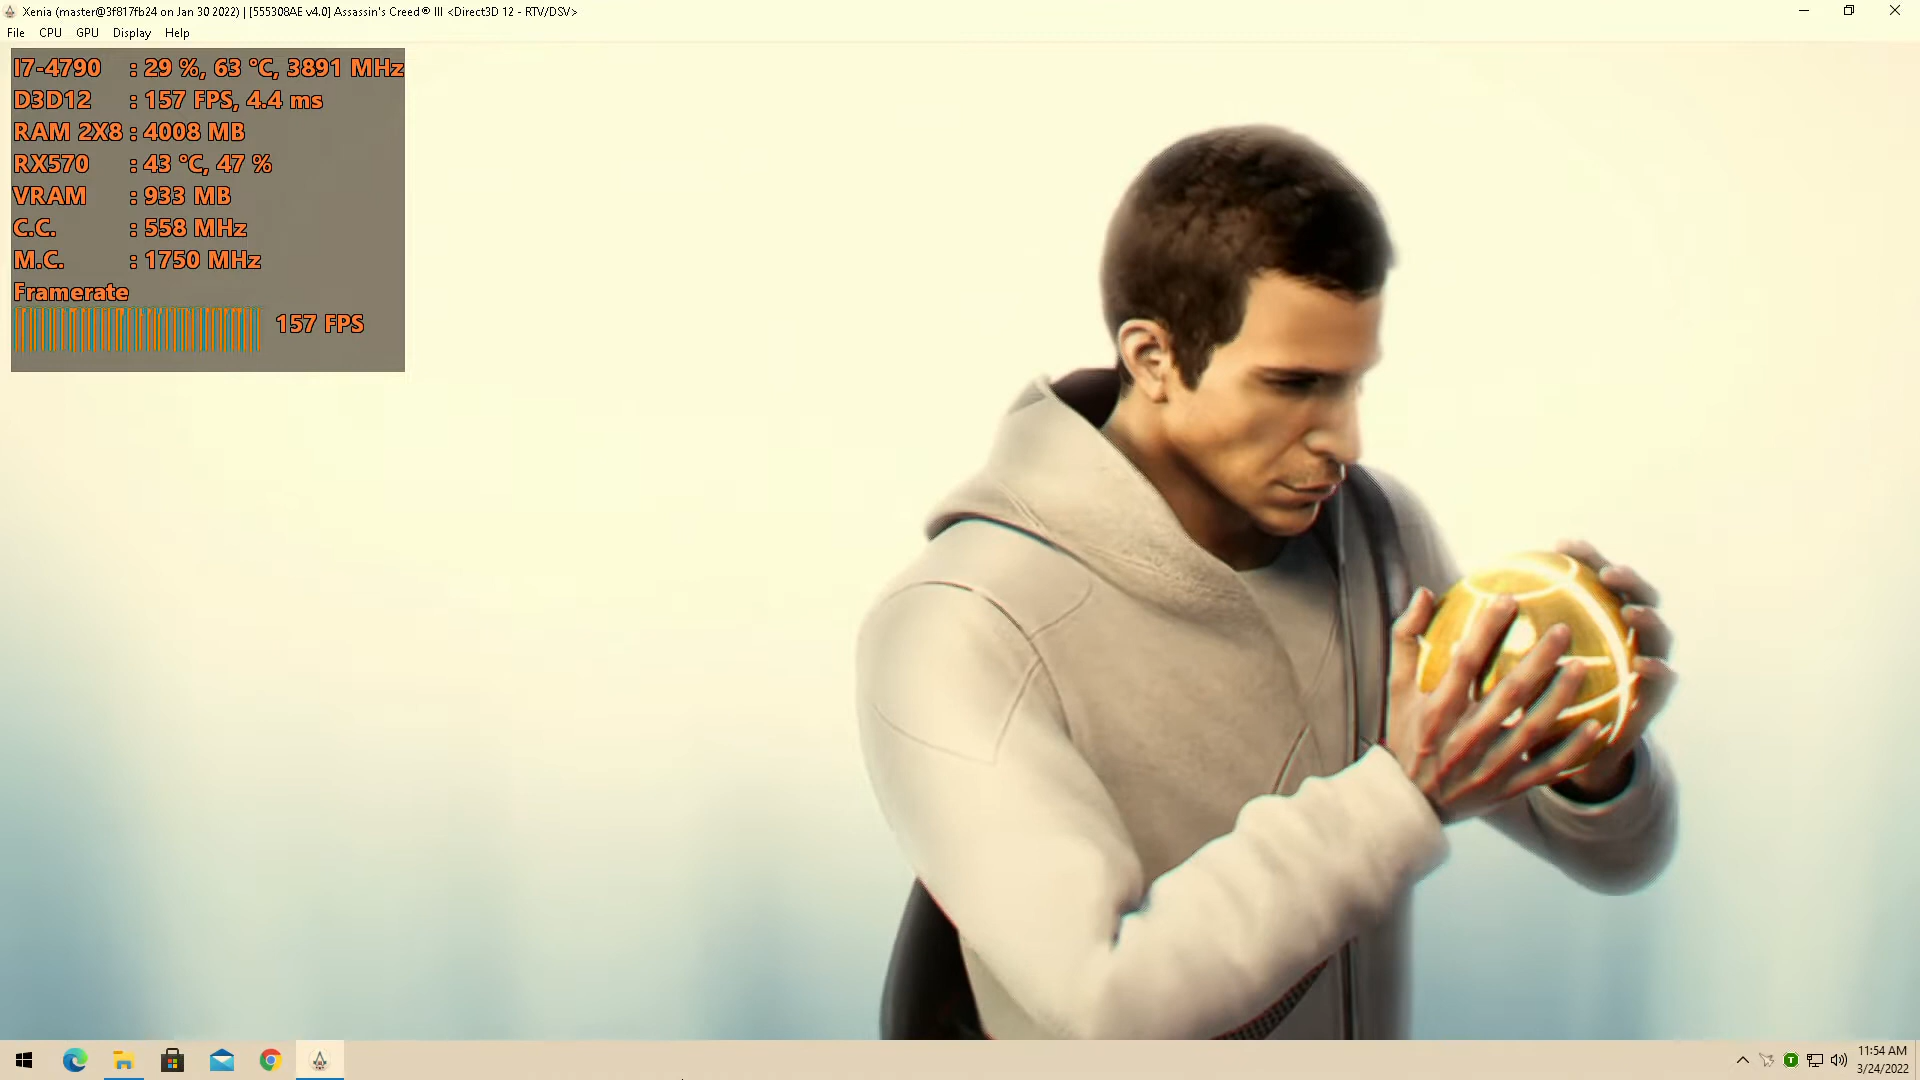 Xenia (master@3f817fb24 on Jan 30 2022) | [555308AE v4.0] Assassin's Creed® III <Direct3D 12 - RTV/DSV>
File CPU GPU Display Help
I7-4790 : 29 %, 63 °C, 3891 MHz
D3D12 : 157 FPS, 4.4 ms
RAM 2X8 : 4008 MB
RX570 : 43 °C, 47 %
VRAM : 933 MB
C.C. : 558 MHz
M.C. : 1750 MHz
Framerate
157 FPS
T
11:54 AM
3/24/2022